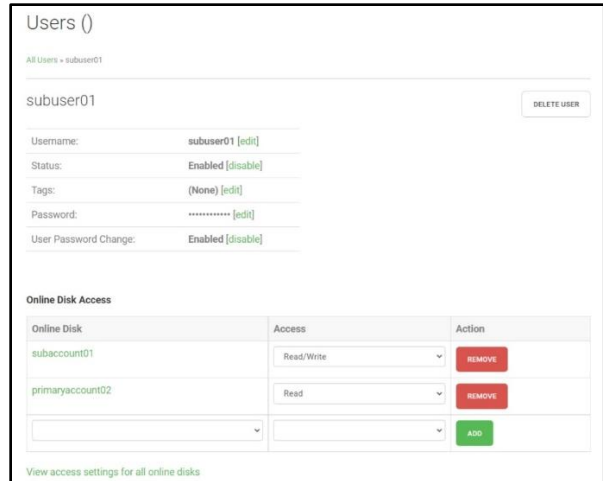 Users ()
All Users » subuser01
subuser01
DELETE USER
Username: subuser01 [edit]
Status: Enabled [disable]
Tags: (None) [edit]
Password: •••••••••••• [edit]
User Password Change: Enabled [disable]
Online Disk Access
Online Disk Access Action
subaccount01 Read/Write REMOVE
primaryaccount02 Read REMOVE
ADD
View access settings for all online disks